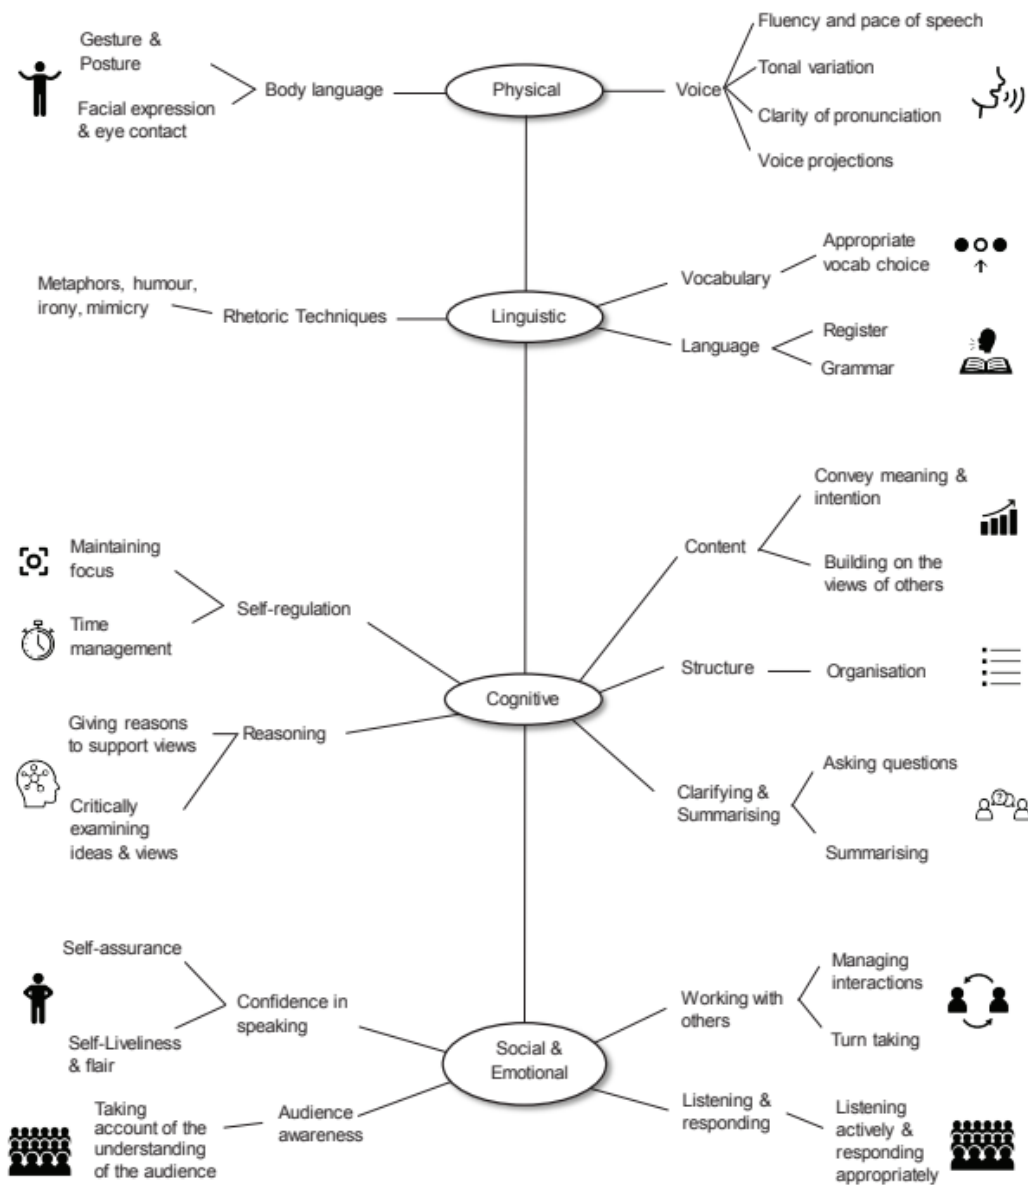 Gesture &
Posture
Facial expression
& eye contact
Body language
Physical
Voice
Fluency and pace of speech
Tonal variation
Clarity of pronunciation
Voice projections
Metaphors, humour,
irony, mimicry
Rhetoric Techniques
Linguistic
Vocabulary
Appropriate
vocab choice
Language
Register
Grammar
Maintaining
focus
Time
management
Self-regulation
Giving reasons
to support views
Critically
examining
ideas & views
Reasoning
Cognitive
Content
Convey meaning &
intention
Building on the
views of others
Structure
Organisation
Clarifying &
Summarising
Asking questions
?
Summarising
Self-assurance
Self-Liveliness
& flair
Confidence in
speaking
Taking
account of the
understanding
of the audience
Audience
awareness
Social &
Emotional
Working with
others
Managing
interactions
Turn taking
Listening &
responding
Listening
actively &
responding
appropriately